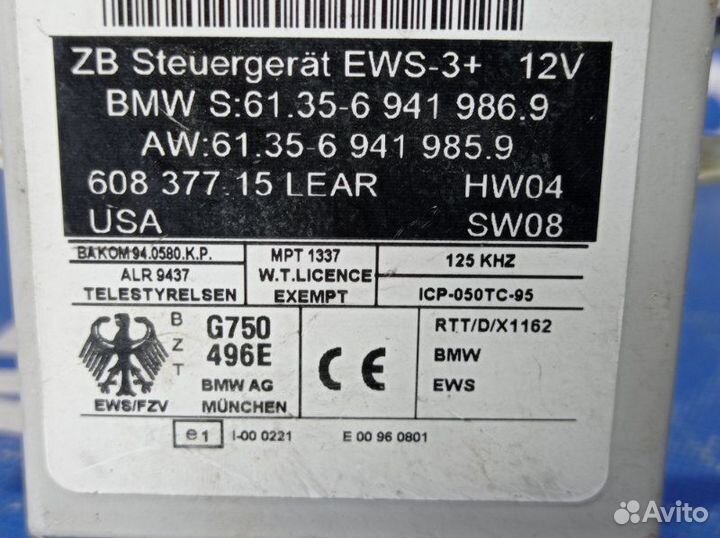 ZB Steuergerät EWS-3+ 12V
BMW S:61.35-6 941 986.9
AW:61.35-6 941 985.9
608 377 15 LEAR HW04
USA SW08
BAKOM 94.0580.K.P. MPT 1337 125 KHZ
ALR 9437 W.T.LICENCE
TELESTYRELSEN EXEMPT ICP-050TC-95
B Z T
G750
496E
BMW AG
MÜNCHEN
EWS/FZV
CE
RTT/D/X1162
BMW
EWS
e1 I-00 0221 E 00 96 0801
Avito